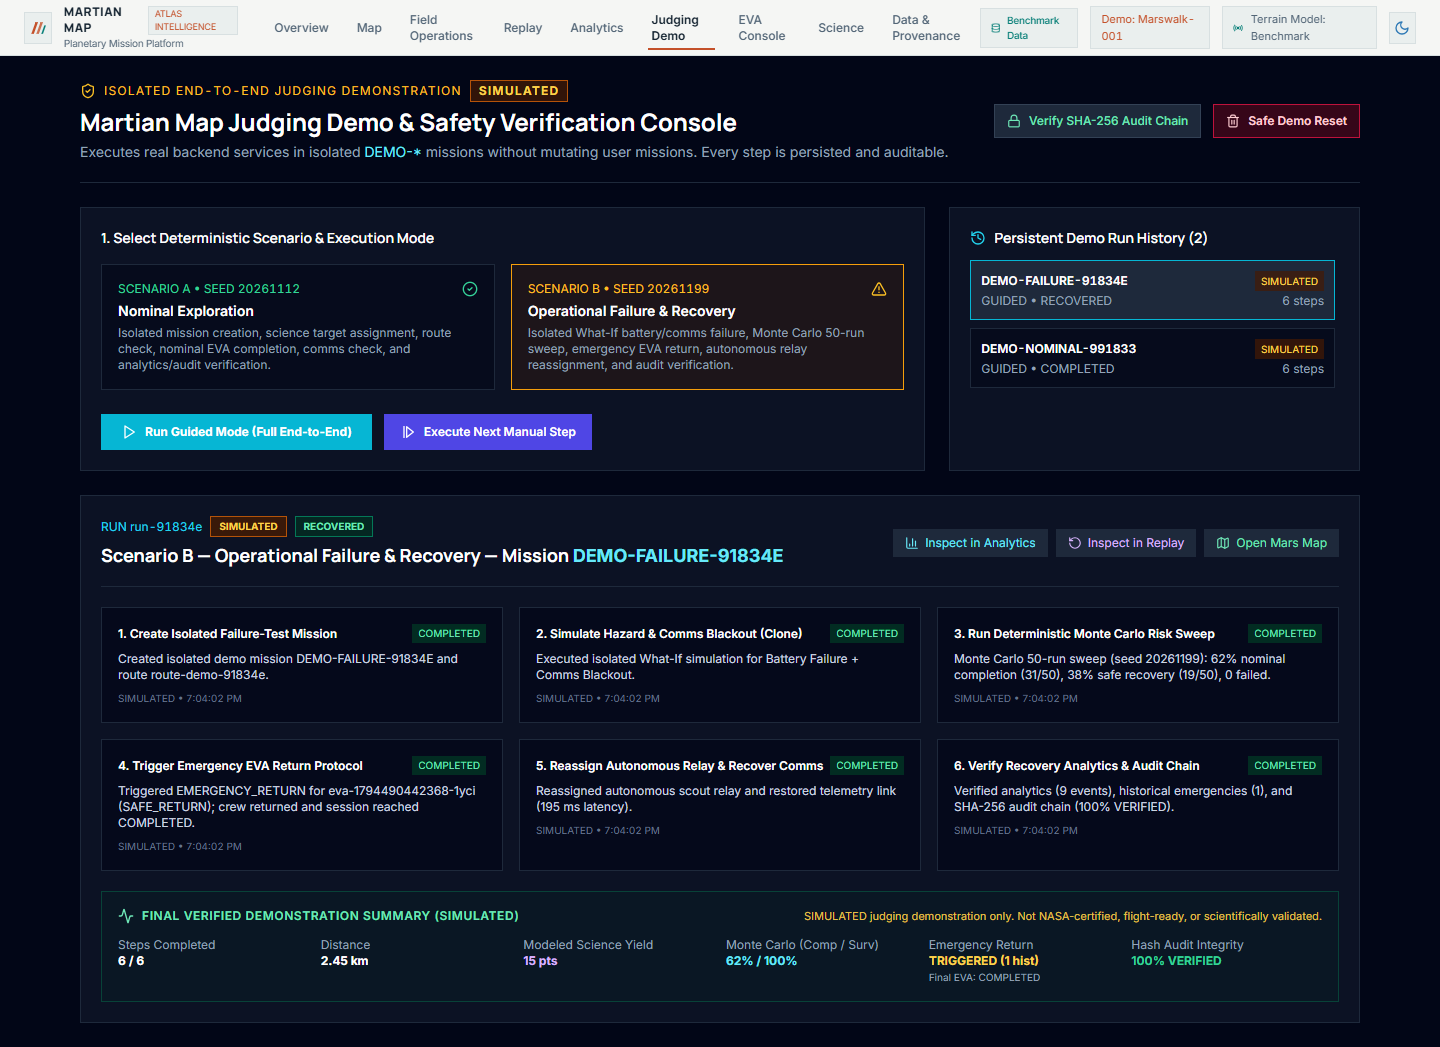 MARTIAN
MAP
ATLAS
INTELLIGENCE
Planetary Mission Platform
Overview
Map
Field
Operations
Replay
Analytics
Judging
Demo
EVA
Console
Science
Data &
Provenance
Benchmark
Data
Demo: Marswalk-
001
Terrain Model:
Benchmark
ISOLATED END-TO-END JUDGING DEMONSTRATION SIMULATED
Martian Map Judging Demo & Safety Verification Console
Executes real backend services in isolated DEMO-* missions without mutating user missions. Every step is persisted and auditable.
Verify SHA-256 Audit Chain
Safe Demo Reset
1. Select Deterministic Scenario & Execution Mode
SCENARIO A • SEED 20261112
Nominal Exploration
Isolated mission creation, science target assignment, route
check, nominal EVA completion, comms check, and
analytics/audit verification.
SCENARIO B • SEED 20261199
Operational Failure & Recovery
Isolated What-If battery/comms failure, Monte Carlo 50-run
sweep, emergency EVA return, autonomous relay
reassignment, and audit verification.
Run Guided Mode (Full End-to-End)
Execute Next Manual Step
Persistent Demo Run History (2)
DEMO-FAILURE-91834E SIMULATED
GUIDED • RECOVERED 6 steps
DEMO-NOMINAL-991833 SIMULATED
GUIDED • COMPLETED 6 steps
RUN run-91834e SIMULATED RECOVERED
Scenario B — Operational Failure & Recovery — Mission DEMO-FAILURE-91834E
Inspect in Analytics
Inspect in Replay
Open Mars Map
1. Create Isolated Failure-Test Mission COMPLETED
Created isolated demo mission DEMO-FAILURE-91834E and
route route-demo-91834e.
SIMULATED • 7:04:02 PM
2. Simulate Hazard & Comms Blackout (Clone) COMPLETED
Executed isolated What-If simulation for Battery Failure +
Comms Blackout.
SIMULATED • 7:04:02 PM
3. Run Deterministic Monte Carlo Risk Sweep COMPLETED
Monte Carlo 50-run sweep (seed 20261199): 62% nominal
completion (31/50), 38% safe recovery (19/50), 0 failed.
SIMULATED • 7:04:02 PM
4. Trigger Emergency EVA Return Protocol COMPLETED
Triggered EMERGENCY_RETURN for eva-1794490442368-1yci
(SAFE_RETURN); crew returned and session reached
COMPLETED.
SIMULATED • 7:04:02 PM
5. Reassign Autonomous Relay & Recover Comms COMPLETED
Reassigned autonomous scout relay and restored telemetry link
(195 ms latency).
SIMULATED • 7:04:02 PM
6. Verify Recovery Analytics & Audit Chain COMPLETED
Verified analytics (9 events), historical emergencies (1), and
SHA-256 audit chain (100% VERIFIED).
SIMULATED • 7:04:02 PM
FINAL VERIFIED DEMONSTRATION SUMMARY (SIMULATED)
SIMULATED judging demonstration only. Not NASA-certified, flight-ready, or scientifically validated.
Steps Completed
6 / 6
Distance
2.45 km
Modeled Science Yield
15 pts
Monte Carlo (Comp / Surv)
62% / 100%
Emergency Return
TRIGGERED (1 hist)
Final EVA: COMPLETED
Hash Audit Integrity
100% VERIFIED